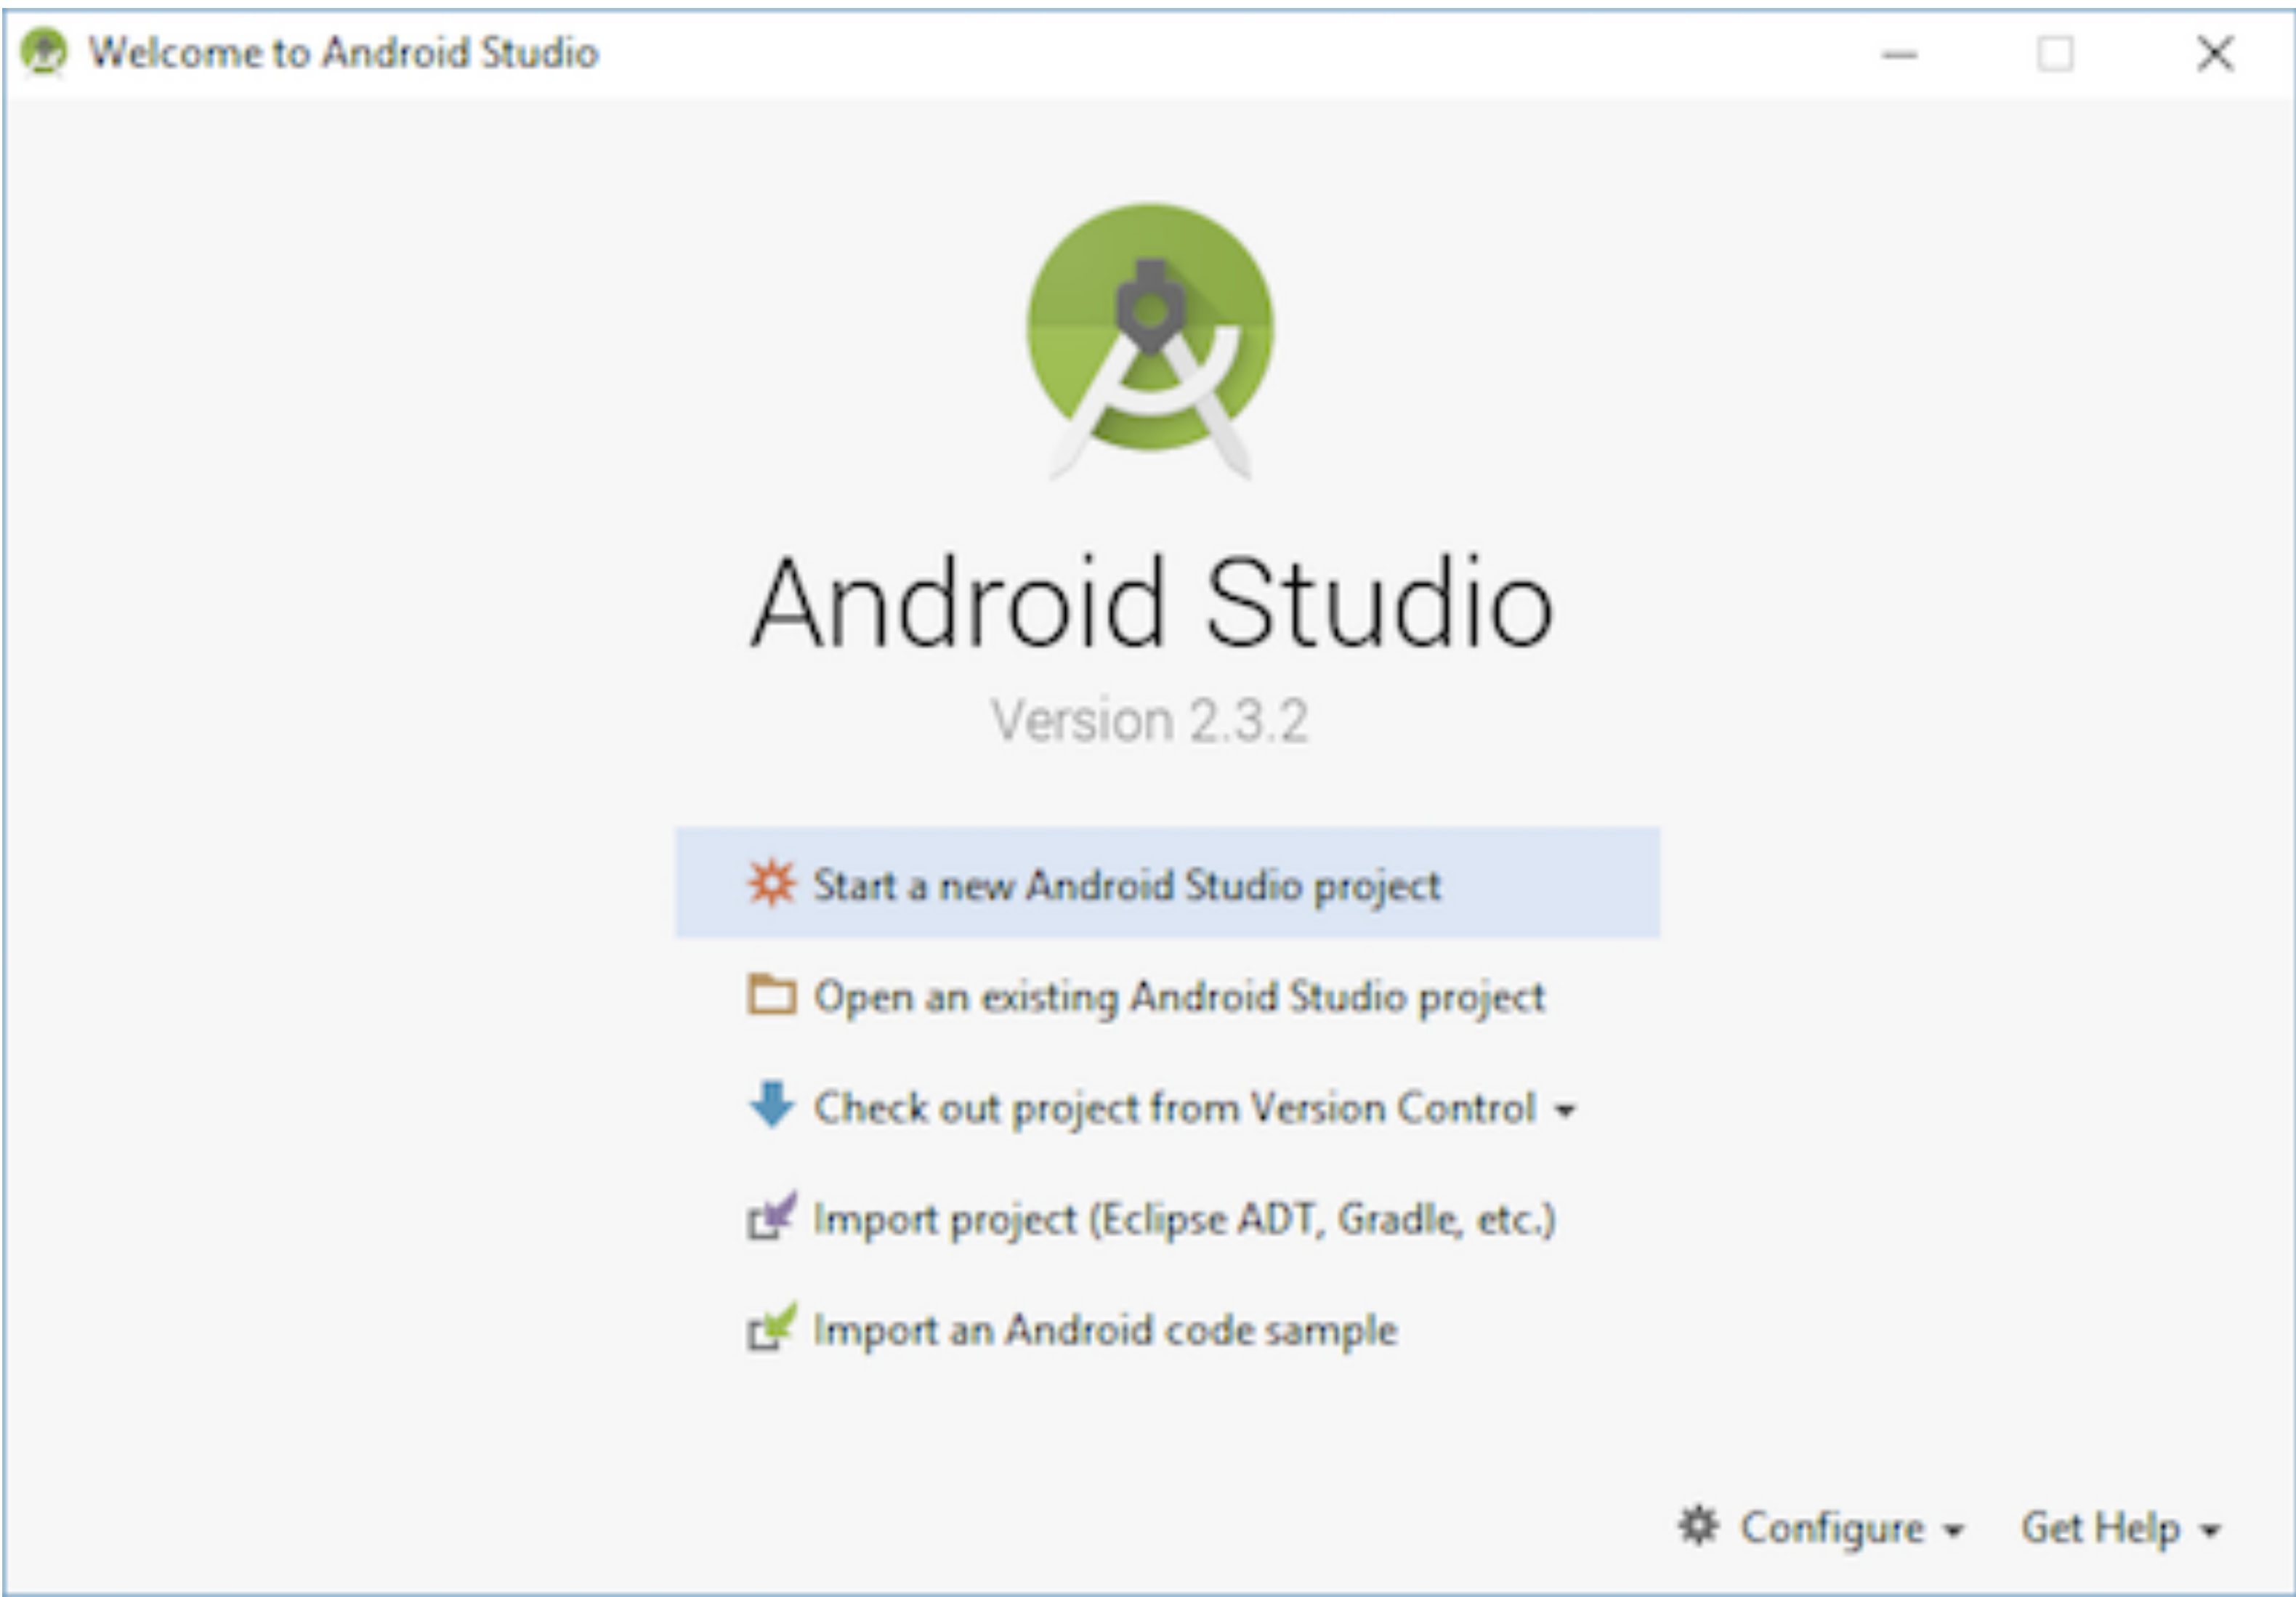 Welcome to Android Studio
Android Studio
Version 2.3.2
Start a new Android Studio project
Open an existing Android Studio project
Check out project from Version Control
Import project (Eclipse ADT, Gradle, etc.)
Import an Android code sample
Configure
Get Help